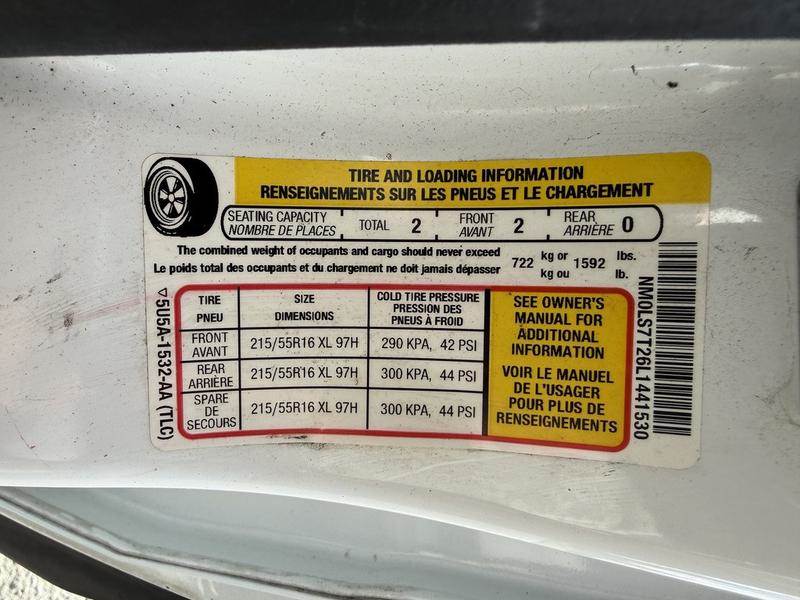 TIRE AND LOADING INFORMATION
RENSEIGNEMENTS SUR LES PNEUS ET LE CHARGEMENT
SEATING CAPACITY TOTAL 2 FRONT 2 REAR 0
NOMBRE DE PLACES AVANT ARRIÈRE
The combined weight of occupants and cargo should never exceed 722 kg or 1592 lbs.
Le poids total des occupants et du chargement ne doit jamais dépasser kg ou lb.
TIRE SIZE COLD TIRE PRESSURE
PNEU DIMENSIONS PRESSION DES
PNEUS À FROID
FRONT
AVANT 215/55R16 XL 97H 290 KPA, 42 PSI
REAR
ARRIÈRE 215/55R16 XL 97H 300 KPA, 44 PSI
SPARE
DE
SECOURS 215/55R16 XL 97H 300 KPA, 44 PSI
SEE OWNER'S
MANUAL FOR
ADDITIONAL
INFORMATION
VOIR LE MANUEL
DE L'USAGER
POUR PLUS DE
RENSEIGNEMENTS
5U5A-1532-AA (TLC)
NM0LS7T26L1441530